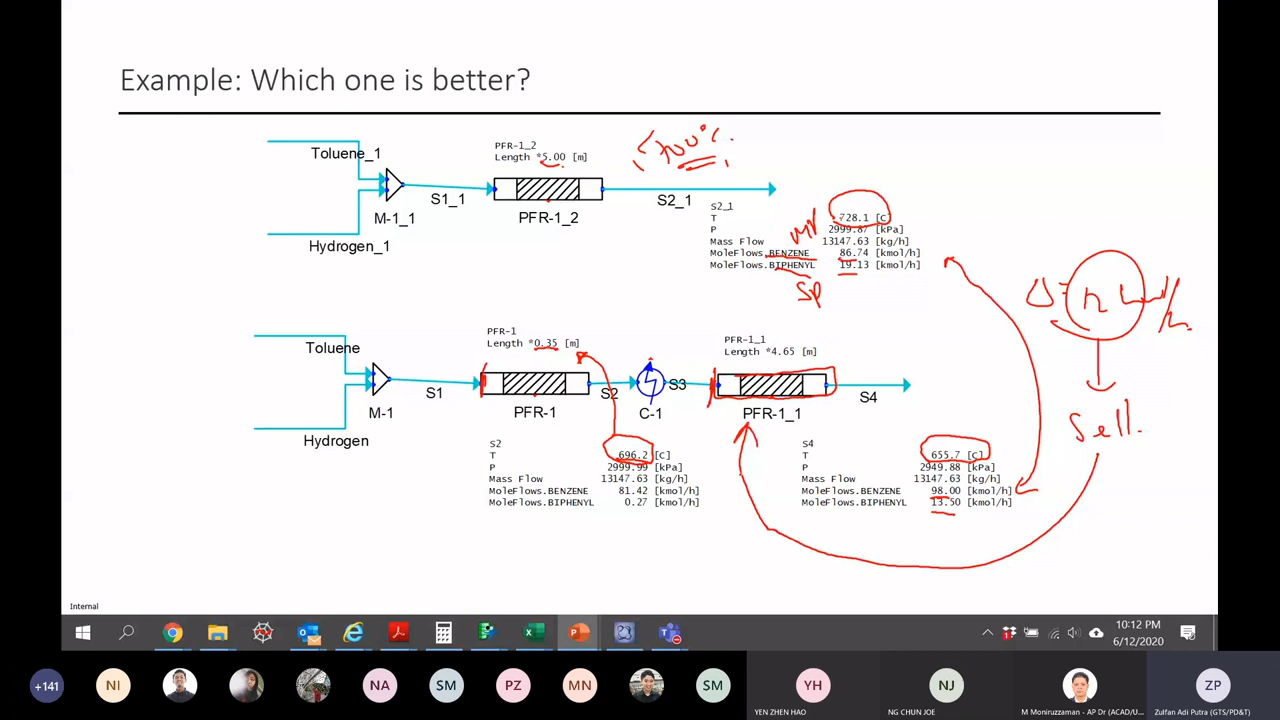 Example: Which one is better?
Toluene_1
Hydrogen_1
M-1_1
S1_1
PFR-1_2
Length *5.00 [m]
PFR-1_2
<700°C.
S2_1
S2_1
T 728.1 [C]
P 2999.87 [kPa]
Mass Flow 13147.63 [kg/h]
MoleFlows.BENZENE 86.74 [kmol/h]
MoleFlows.BIPHENYL 19.13 [kmol/h]
SP
Toluene
Hydrogen
M-1
S1
PFR-1
Length *0.35 [m]
PFR-1
S2
C-1
S3
PFR-1_1
Length *4.65 [m]
PFR-1_1
S4
Sell.
S2
T 696.2 [C]
P 2999.99 [kPa]
Mass Flow 13147.63 [kg/h]
MoleFlows.BENZENE 81.42 [kmol/h]
MoleFlows.BIPHENYL 0.27 [kmol/h]
S4
T 655.7 [C]
P 2949.88 [kPa]
Mass Flow 13147.63 [kg/h]
MoleFlows.BENZENE 98.00 [kmol/h]
MoleFlows.BIPHENYL 13.50 [kmol/h]
Internal
10:12 PM
6/12/2020
+141
NI
NA
SM
PZ
MN
SM
YH
YEN ZHEN HAO
NJ
NG CHUN JOE
M Moniruzzaman - AP Dr (ACAD/U...
ZP
Zulfan Adi Putra (GTS/PD&T)